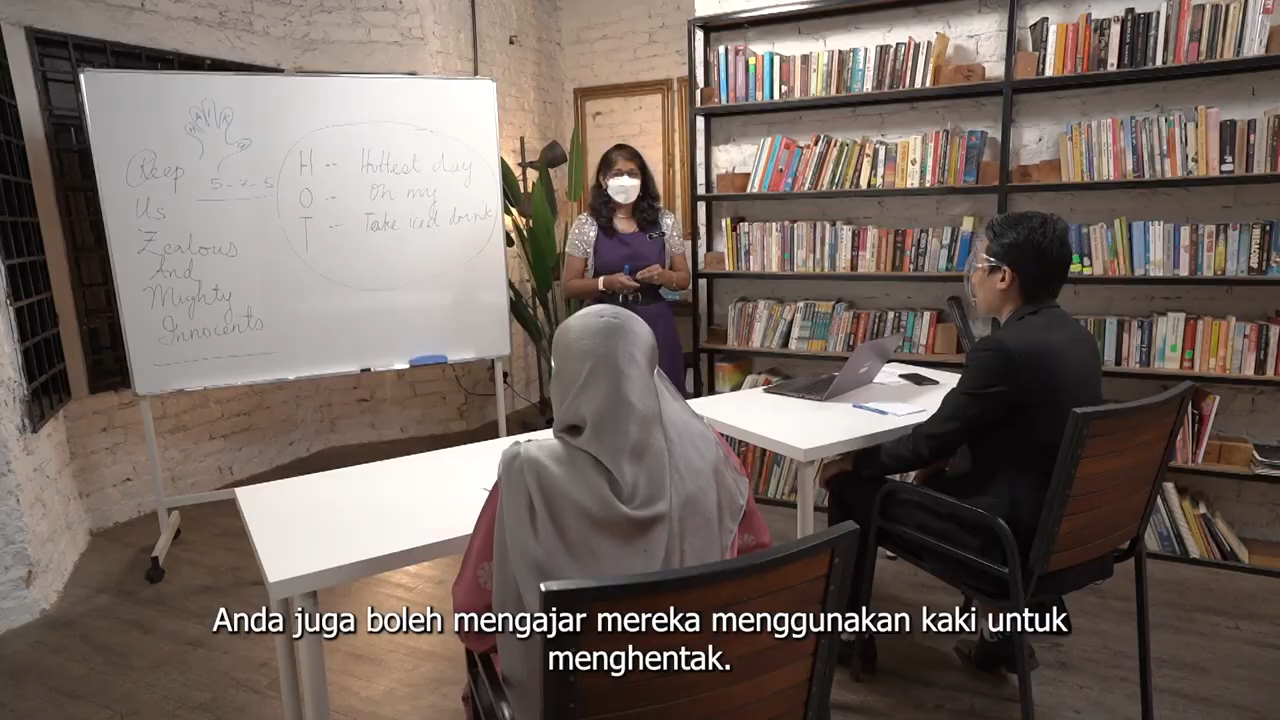 5-7-5
Keep
Us
Zealous
And
Mighty
Innocents
H -- Hottest day
O -- Oh my
T -- Take iced drink
Anda juga boleh mengajar mereka menggunakan kaki untuk
menghentak.